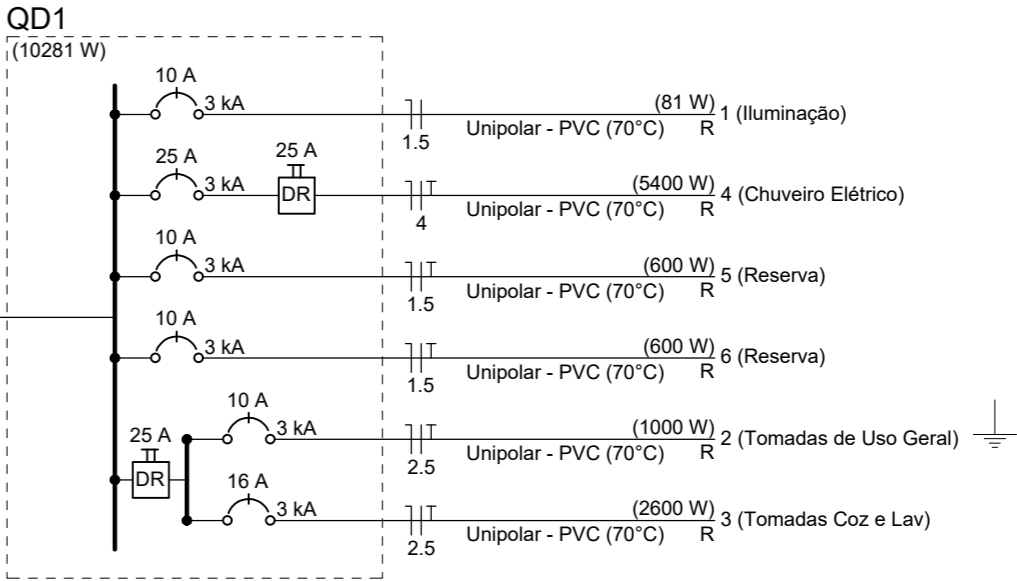 QD1
(10281 W)
10 A
3 kA
1.5
Unipolar - PVC (70°C)
(81 W)
R
1 (Iluminação)
25 A
3 kA
25 A
DR
4
Unipolar - PVC (70°C)
(5400 W)
R
4 (Chuveiro Elétrico)
10 A
3 kA
1.5
Unipolar - PVC (70°C)
(600 W)
R
5 (Reserva)
10 A
3 kA
1.5
Unipolar - PVC (70°C)
(600 W)
R
6 (Reserva)
25 A
DR
10 A
3 kA
2.5
Unipolar - PVC (70°C)
(1000 W)
R
2 (Tomadas de Uso Geral)
16 A
3 kA
2.5
Unipolar - PVC (70°C)
(2600 W)
R
3 (Tomadas Coz e Lav)